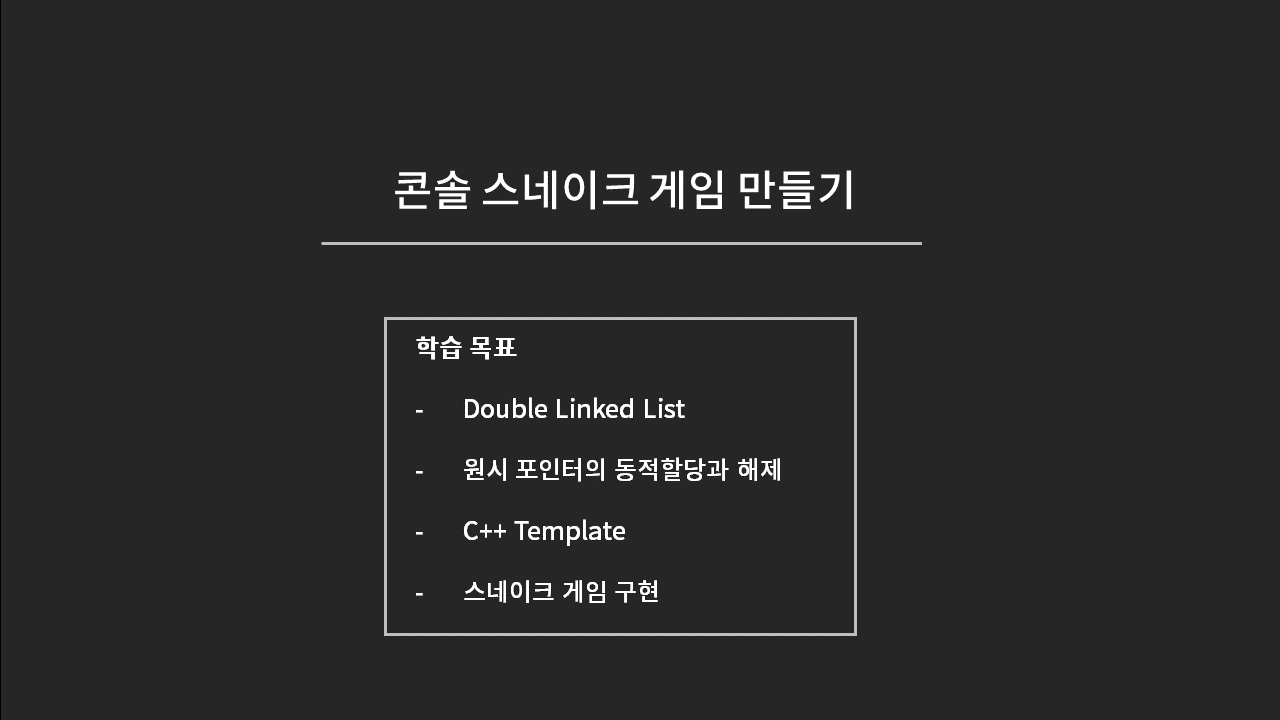 콘솔 스네이크 게임 만들기
학습 목표
- Double Linked List
- 원시 포인터의 동적할당과 해제
- C++ Template
- 스네이크 게임 구현